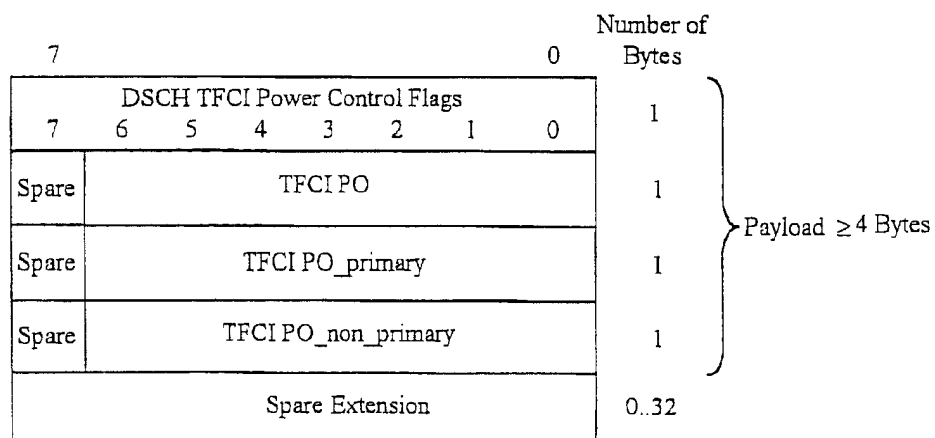 Number of
7 0 Bytes
DSCH TFCI Power Control Flags
7 6 5 4 3 2 1 0 1
Spare TFCI PO 1
Payload ≥ 4 Bytes
Spare TFCI PO_primary 1
Spare TFCI PO_non_primary 1
Spare Extension 0..32